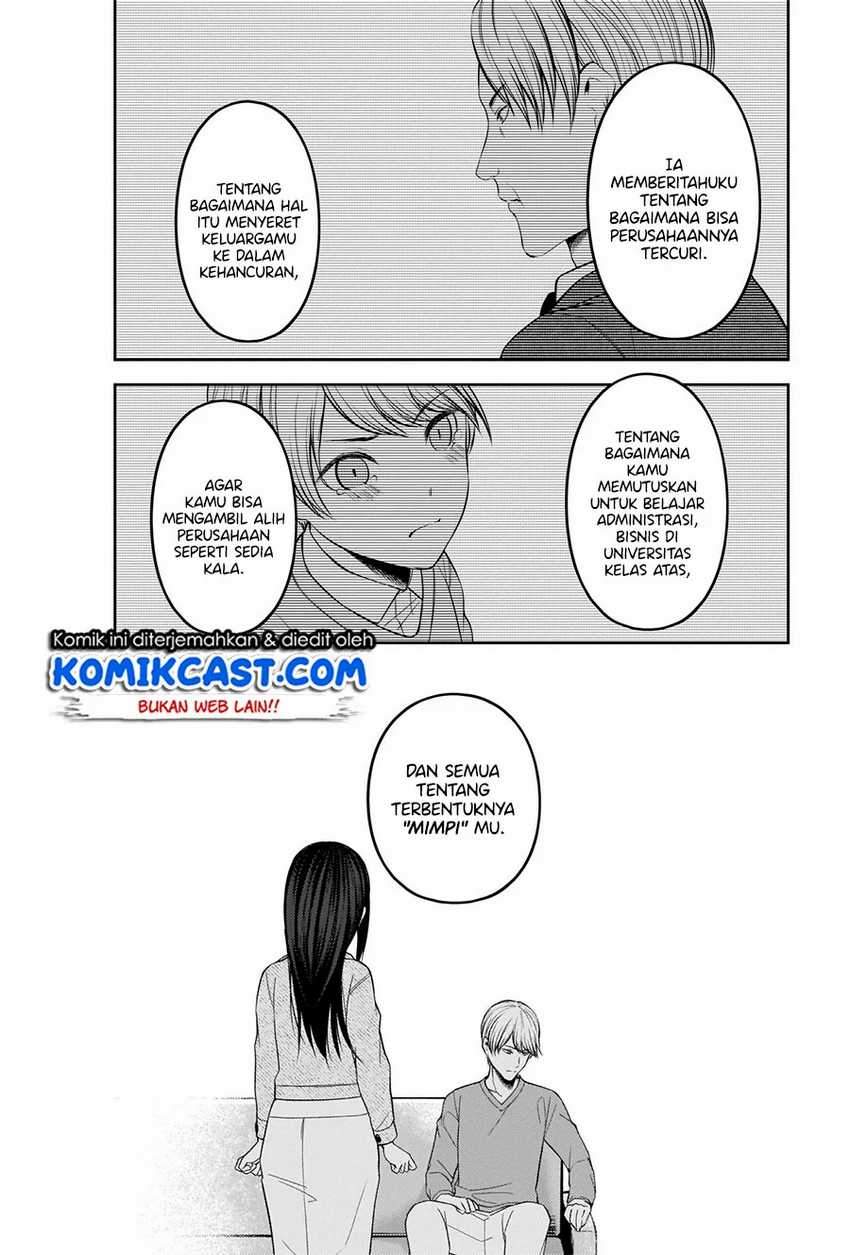 IA
MEMBERITAHUKU
TENTANG
BAGAIMANA BISA
PERUSAHAANNYA
TERCURI.
TENTANG
BAGAIMANA HAL
ITU MENYERET
KELUARGAMU
KE DALAM
KEHANCURAN,
TENTANG
BAGAIMANA
KAMU
MEMUTUSKAN
UNTUK BELAJAR
ADMINISTRASI,
BISNIS DI
UNIVERSITAS
KELAS ATAS,
AGAR
KAMU BISA
MENGAMBIL ALIH
PERUSAHAAN
SEPERTI SEDIA
KALA.
Komik ini diterjemahkan & diedit oleh
KOMIKCAST.COM
BUKAN WEB LAIN!!
DAN SEMUA
TENTANG
TERBENTUKNYA
"MIMPI" MU.